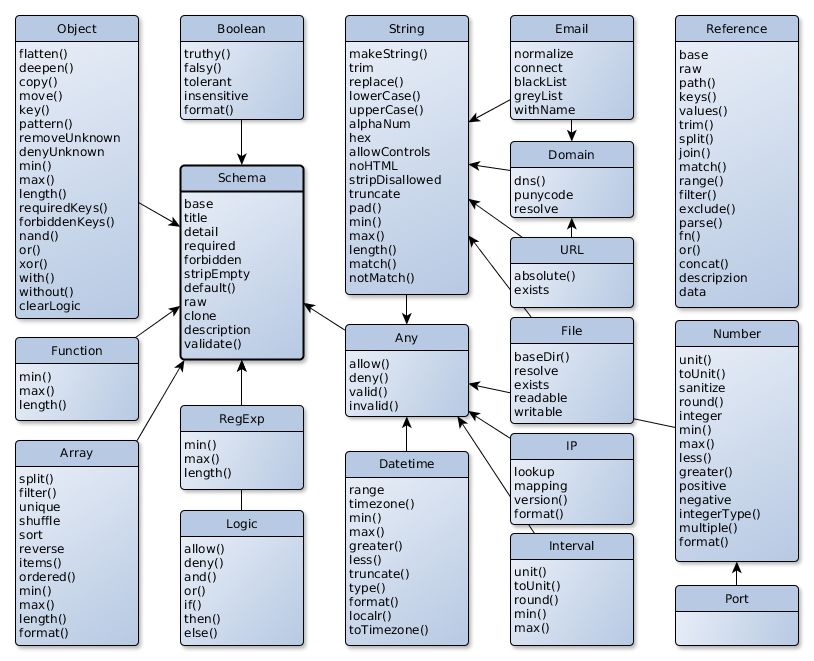 Object
flatten()
deepen()
copy()
move()
key()
pattern()
removeUnknown
denyUnknown
min()
max()
length()
requiredKeys()
forbiddenKeys()
nand()
or()
xor()
with()
without()
clearLogic
Function
min()
max()
length()
Array
split()
filter()
unique
shuffle
sort
reverse
items()
ordered()
min()
max()
length()
format()
Boolean
truthy()
falsy()
tolerant
insensitive
format()
Schema
base
title
detail
required
forbidden
stripEmpty
default()
raw
clone
description
validate()
RegExp
min()
max()
length()
Logic
allow()
deny()
and()
or()
if()
then()
else()
String
makeString()
trim
replace()
lowerCase()
upperCase()
alphaNum
hex
allowControls
noHTML
stripDisallowed
truncate
pad()
min()
max()
length()
match()
notMatch()
Any
allow()
deny()
valid()
invalid()
Datetime
range
timezone()
min()
max()
greater()
less()
truncate()
type()
format()
localr()
toTimezone()
Email
normalize
connect
blackList
greyList
withName
Domain
dns()
punycode
resolve
URL
absolute()
exists
File
baseDir()
resolve
exists
readable
writable
IP
lookup
mapping
version()
format()
Interval
unit()
toUnit()
round()
min()
max()
Reference
base
raw
path()
keys()
values()
trim()
split()
join()
match()
range()
filter()
exclude()
parse()
fn()
or()
concat()
descripzion
data
Number
unit()
toUnit()
sanitize
round()
integer
min()
max()
less()
greater()
positive
negative
integerType()
multiple()
format()
Port